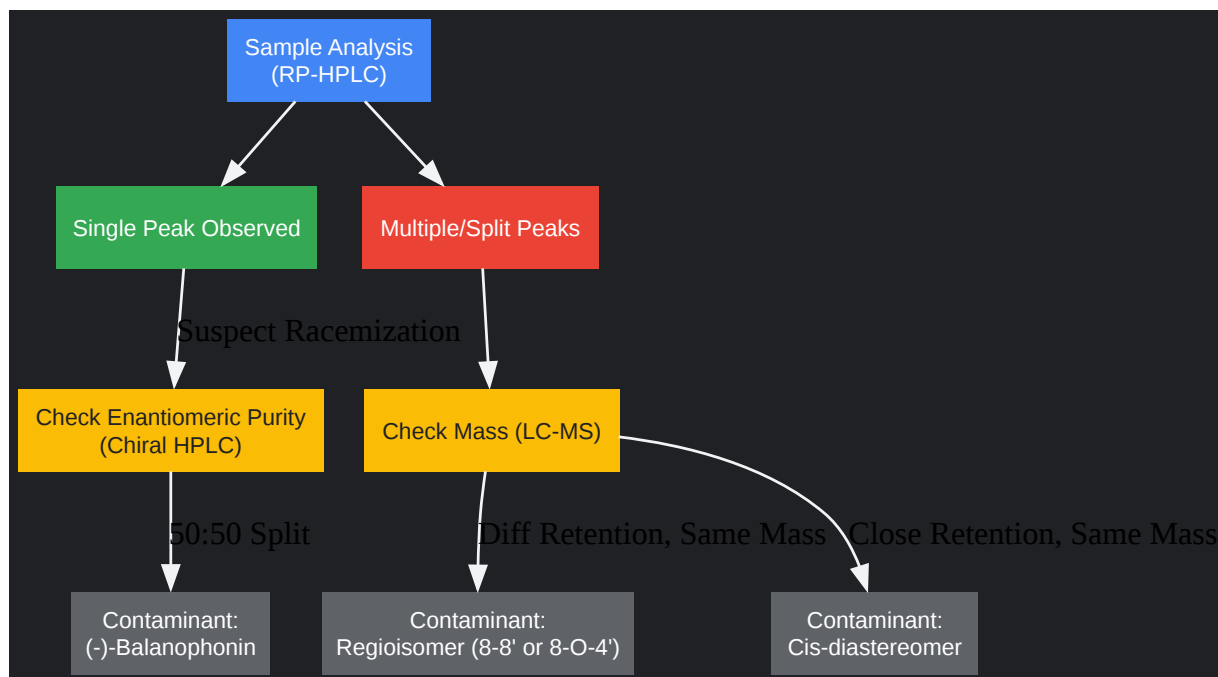 Sample Analysis
(RP-HPLC)
Single Peak Observed
Multiple/Split Peaks
Suspect Racemization
Check Enantiomeric Purity
(Chiral HPLC)
Check Mass (LC-MS)
50:50 Split
Diff Retention, Same Mass
Close Retention, Same Mass
Contaminant:
(-)-Balanophonin
Contaminant:
Regioisomer (8-8' or 8-O-4')
Contaminant:
Cis-diastereomer